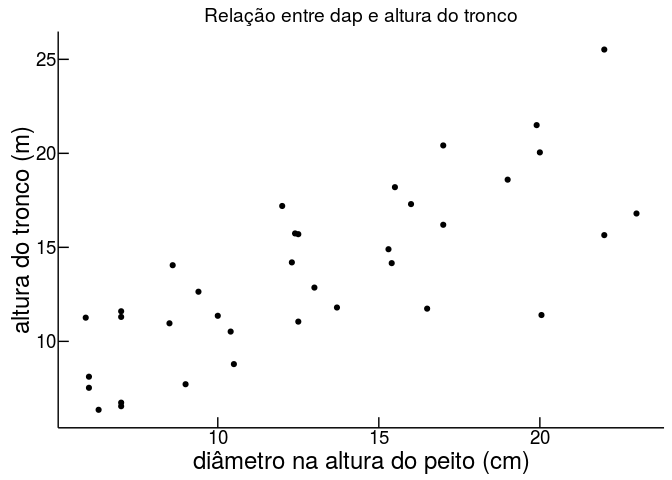 Relação entre dap e altura do tronco
altura do tronco (m)
25
20
15
10
10
15
20
diâmetro na altura do peito (cm)